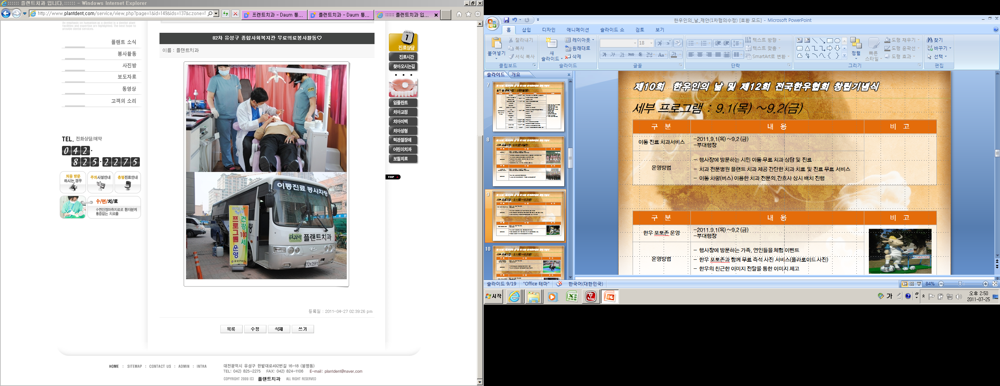 :::::: 플랜트치과 입니다.:::::: - Windows Internet Explorer
http://www.plantdent.com/service/view.php?page=1&id=149&ids=137&czone=
프렌트치과 - Daum 통...
플랜트치과 - Daum 통...
:::::: 플랜트치과 입...
An emphasis on humanism as a dentist is a dentist plant
facilities and expertise are highlighted. The best hope to
provide dental services.
플랜트 소식
봉사활동
사진방
보도자료
동영상
고객의 소리
TEL. 전화상담/예약
042·
825·2275
처음 방문
하시는 경우
주차시설안내
층별진료안내
수/면/치/료
수면진정마취치료로 환자분께
통증없는 치료를
82차 유성구 종합사회복지관 무료의료봉사활동♡
이름 : 플랜트치과
이동진료 봉사차량
건강 100세
프로그램 운영
유성구보건소
PLANT 플랜트치과
72우2591
등록일 : 2011-04-27 02:39:26 pm
목록
수정
삭제
쓰기
1
진료상담
진료시간
찾아오시는길
임플란트
치아교정
치아미백
치아성형
턱관절장애
어린이치과
보철치료
TOP
HOME : SITEMAP : CONTACT US : ADMIN : INTRA
대전광역시 유성구 한밭대로492번길 16-18 (봉명동)
TEL: 042) 825-2275 FAX: 042) 824-1106 E-mail: plantdent@naver.com
COPYRIGHT 2009 (C) 플랜트치과 ALL RIGHT RESERVED
한우인의_날_제안(1차협의수정) [호환 모드] - Microsoft PowerPoint
홈
삽입
디자인
애니메이션
슬라이드 쇼
검토
보기
붙여넣기
잘라내기
복사
서식 복사
클립보드
새
슬라이드
레이아웃
원래대로
삭제
슬라이드
18
글꼴
텍스트 방향
텍스트 맞춤
SmartArt로 변환
단락
정렬
빠른
스타일
도형 채우기
도형 윤곽선
도형 효과
그리기
찾기
바꾸기
선택
편집
슬라이드
개요
7
8
9
10
제10회 한우인의 날 및 제12회 전국한우협회 창립기념식
세부 프로그램 : 9.1(목) ~9.2(금)
구 분 내 용 비 고
이동 진료 치과서비스
-2011.9.1(목) ~9.2 (금)
-부대행장
운영방법
- 행사장에 방문하는 시민 이동 무료 치과 상담 및 진료
- 치과 전문병원 플랜트 치과 제공 간단한 치과 치료 및 진료 무료 서비스
- 이동 차량(버스) 이용한 치과 전문의,간호사 상시 배치 진행
구 분 내 용 비 고
한우 포토존 운영
-2011.9.1(목) ~9.2 (금)
-부대행장
운영방법
- 행사장에 방문하는 가족, 연인들을 체험 이벤트
- 한우 포토존과 함께 무료 즉석 사진 서비스(폴라로이드 사진)
- 한우의 친근한 이미지 전달을 통한 이미지 제고
슬라이드 9/19
"Office 테마"
한국어(대한민국)
84%
시작
가
오후 2:50
2011-07-25